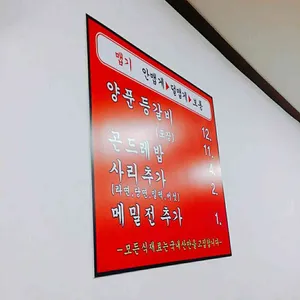 맵기 안맵게▶덜맵게▶보통
양푼등갈비
12.
곤드레밥
11.
사리추가
2.
메밀전추가 1.
-모든식재료는국내산만을고집합니다-